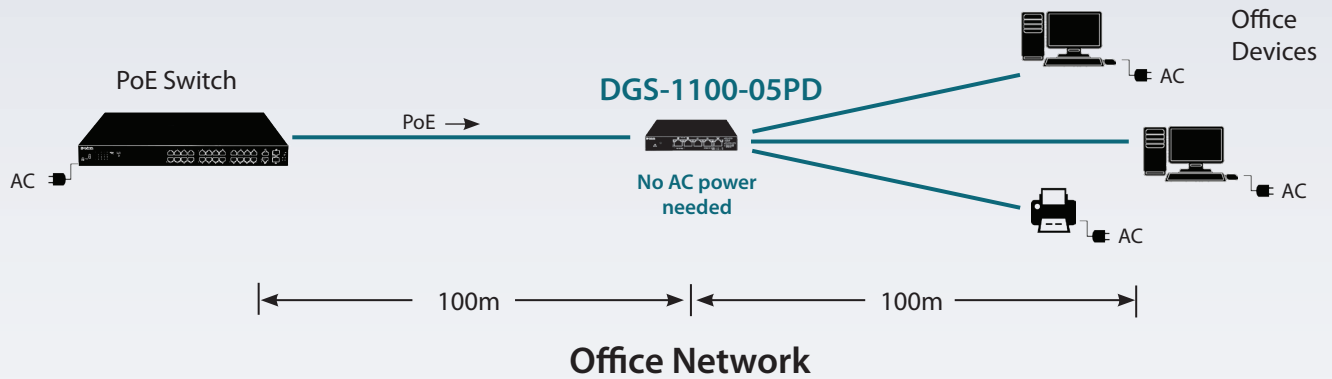 Office
Devices
PoE Switch
AC
DGS-1100-05PD
PoE
AC
No AC power
needed
AC
AC
100m
100m
Office Network